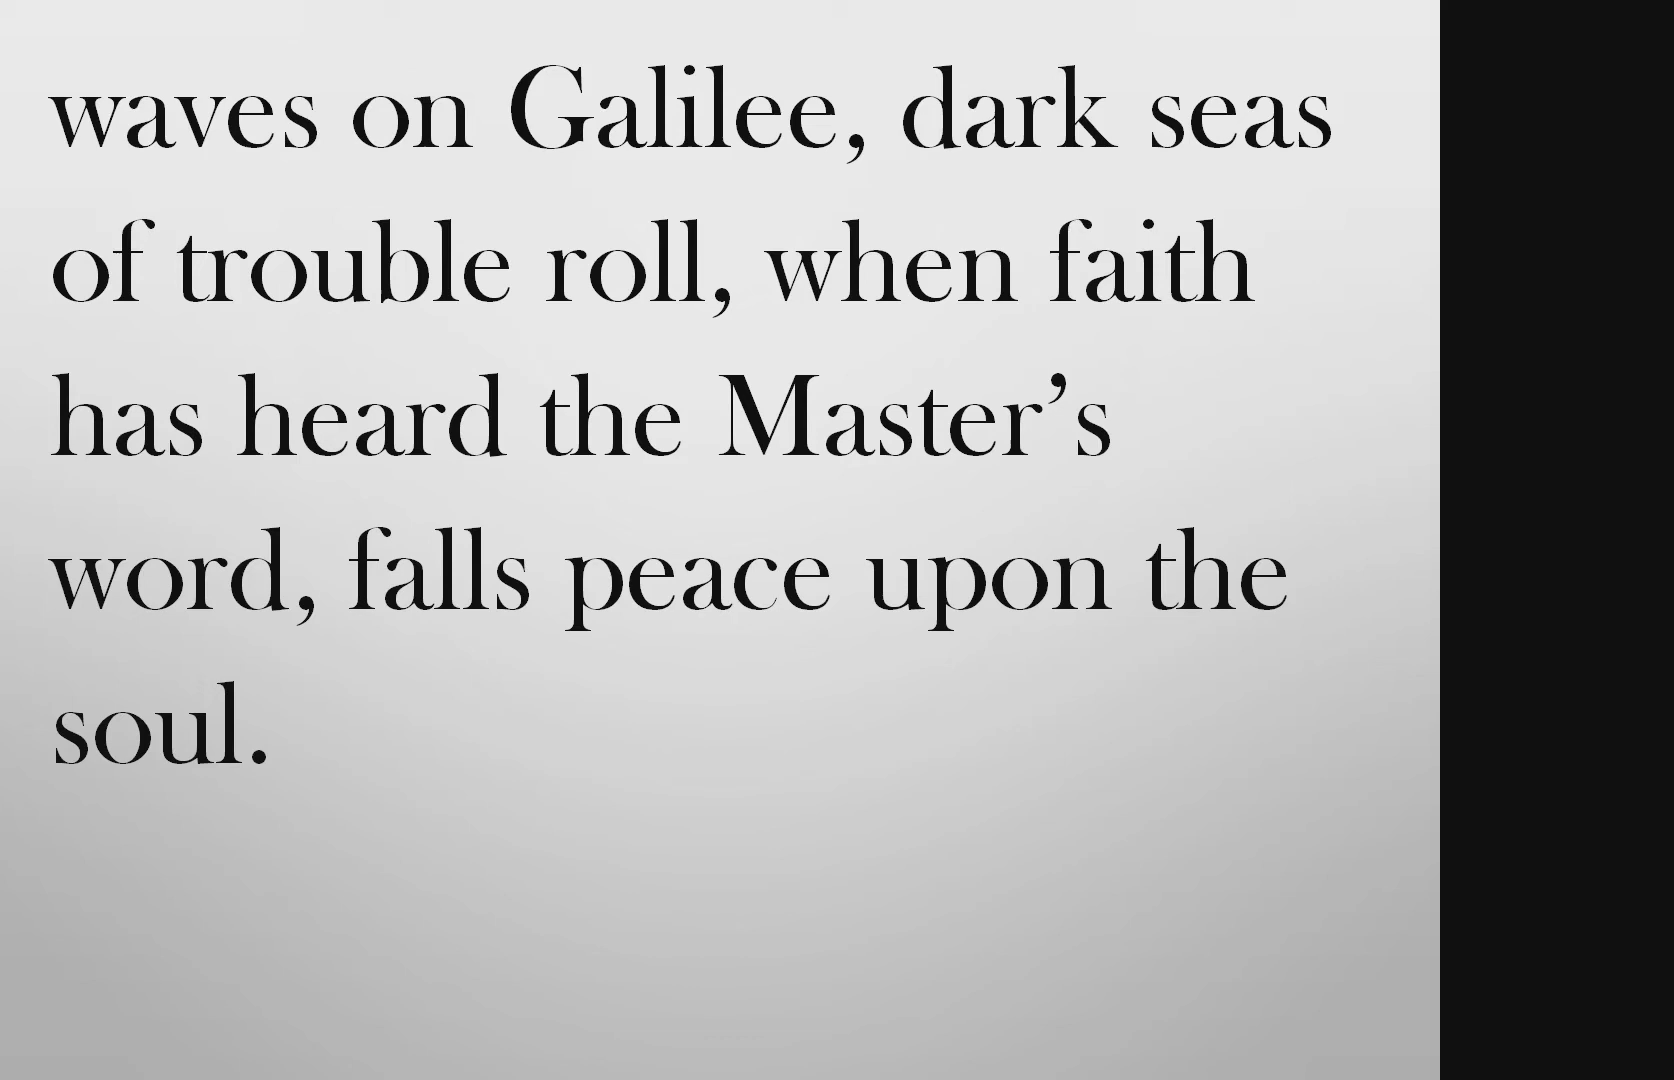 waves on Galilee, dark seas
of trouble roll, when faith
has heard the Master’s
word, falls peace upon the
soul.